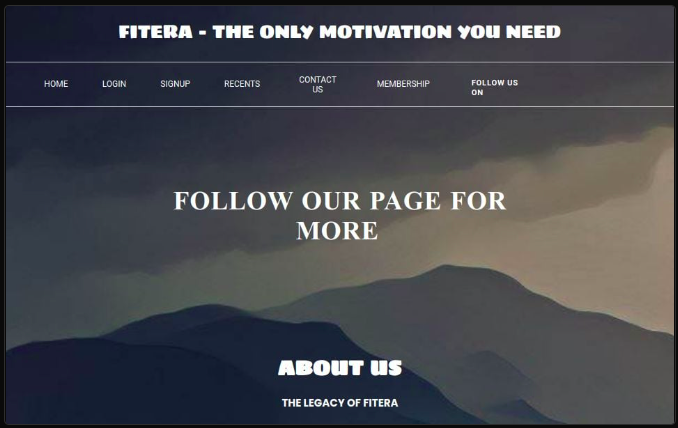 FITERA - THE ONLY MOTIVATION YOU NEED
HOME LOGIN SIGNUP RECENTS CONTACT US MEMBERSHIP FOLLOW US ON
FOLLOW OUR PAGE FOR
MORE
ABOUT US
THE LEGACY OF FITERA